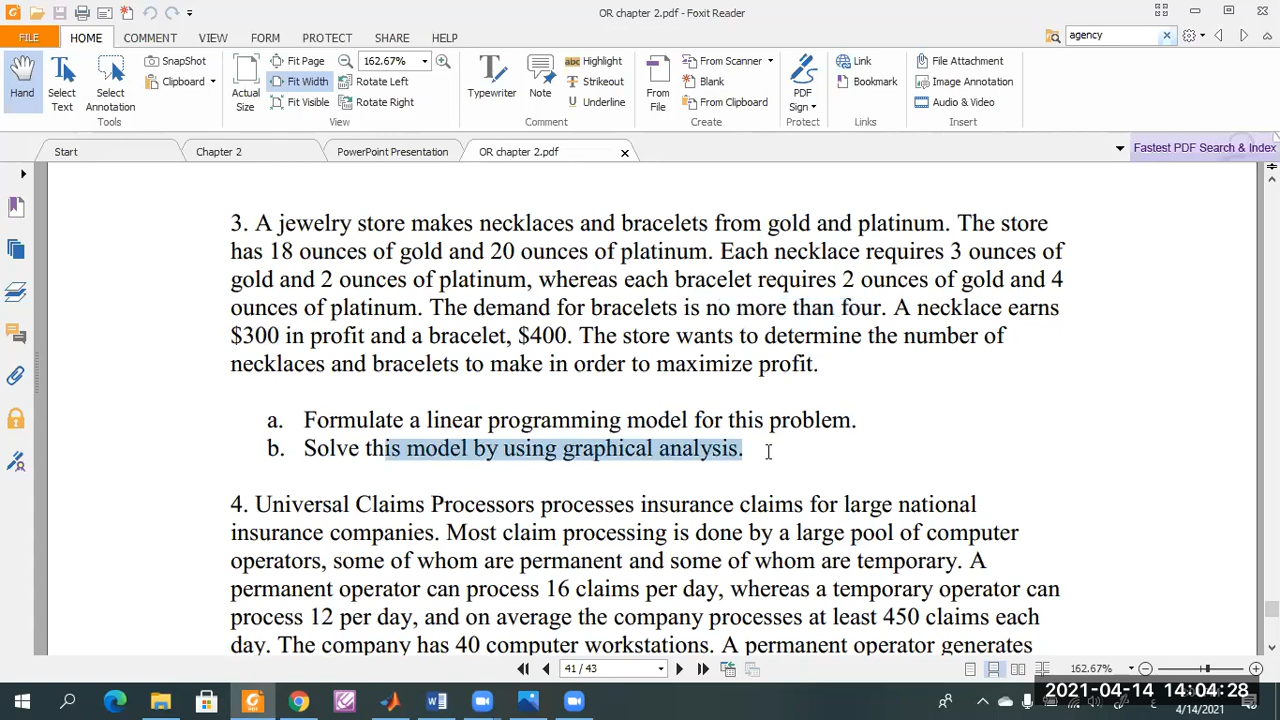 OR chapter 2.pdf - Foxit Reader
FILE HOME COMMENT VIEW FORM PROTECT SHARE HELP agency
Hand
Select Text
Select Annotation
SnapShot
Clipboard
Tools
Actual Size
Fit Page
Fit Width
Fit Visible
162.67%
Rotate Left
Rotate Right
View
Typewriter
Note
Highlight
Strikeout
Underline
Comment
From File
From Scanner
Blank
From Clipboard
Create
PDF Sign
Protect
Link
Bookmark
Links
File Attachment
Image Annotation
Audio & Video
Insert
Start Chapter 2 PowerPoint Presentation OR chapter 2.pdf Fastest PDF Search & Index
3. A jewelry store makes necklaces and bracelets from gold and platinum. The store
has 18 ounces of gold and 20 ounces of platinum. Each necklace requires 3 ounces of
gold and 2 ounces of platinum, whereas each bracelet requires 2 ounces of gold and 4
ounces of platinum. The demand for bracelets is no more than four. A necklace earns
$300 in profit and a bracelet, $400. The store wants to determine the number of
necklaces and bracelets to make in order to maximize profit.
a. Formulate a linear programming model for this problem.
b. Solve this model by using graphical analysis.
4. Universal Claims Processors processes insurance claims for large national
insurance companies. Most claim processing is done by a large pool of computer
operators, some of whom are permanent and some of whom are temporary. A
permanent operator can process 16 claims per day, whereas a temporary operator can
process 12 per day, and on average the company processes at least 450 claims each
day. The company has 40 computer workstations. A permanent operator generates
41 / 43 162.67%
2021-04-14 14:04:28
4/14/2021